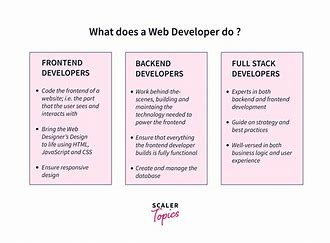 What does a Web Developer do ?
FRONTEND
DEVELOPERS
Code the frontend of a
website; i.e. the part
that the user sees and
interacts with
Bring the Web
Designer's Design
to life using HTML,
JavaScript and CSS
Ensure responsive
design
BACKEND
DEVELOPERS
Work behind-the-
scenes, building and
maintaing the
technology needed to
power the frontend
Ensure that everything
the frontend developer
builds is fully functional
Create and manage the
database
FULL STACK
DEVELOPERS
Experts in both
backend and frontend
development
Guide on strategy and
best practices
Well-versed in both
business logic and user
experience
SCALER
Topics